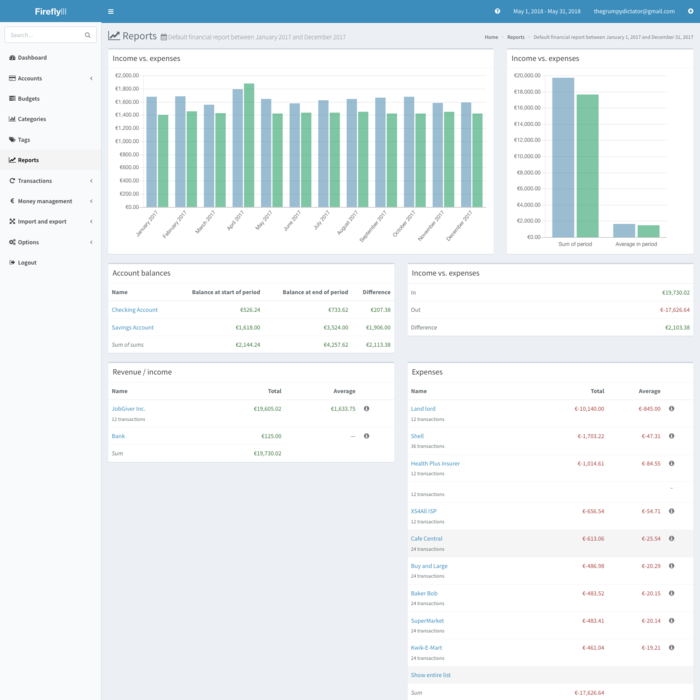 FireflyIII
May 1, 2018 - May 31, 2018
thegrumpydictator@gmail.com
Search...
Dashboard
Accounts
Budgets
Categories
Tags
Reports
Transactions
Money management
Import and export
Options
Logout
Reports Default financial report between January 2017 and December 2017
Home
Reports
Default financial report between January 1, 2017 and December 31, 2017
Income vs. expenses
€2,000.00
€1,800.00
€1,600.00
€1,400.00
€1,200.00
€1,000.00
€800.00
€600.00
€400.00
€200.00
€0.00
January 2017
February 2017
March 2017
April 2017
May 2017
June 2017
July 2017
August 2017
September 2017
October 2017
November 2017
December 2017
Income vs. expenses
€20,000.00
€18,000.00
€16,000.00
€14,000.00
€12,000.00
€10,000.00
€8,000.00
€6,000.00
€4,000.00
€2,000.00
€0.00
Sum of period
Average in period
Account balances
Name Balance at start of period Balance at end of period Difference
Checking Account €526.24 €733.62 €207.38
Savings Account €1,618.00 €3,524.00 €1,906.00
Sum of sums €2,144.24 €4,257.62 €2,113.38
Income vs. expenses
In €19,730.02
Out €-17,626.64
Difference €2,103.38
Revenue / income
Name Total Average
JobGiver Inc. €19,605.02 €1,633.75
12 transactions
Bank €125.00 —
Sum €19,730.02
Expenses
Name Total Average
Land lord €-10,140.00 €-845.00
12 transactions
Shell €-1,703.22 €-47.31
36 transactions
Health Plus insurer €-1,014.61 €-84.55
12 transactions
12 transactions
XS4All ISP €-656.54 €-54.71
12 transactions
Cafe Central €-613.06 €-25.54
24 transactions
Buy and Large €-486.98 €-20.29
24 transactions
Baker Bob €-483.52 €-20.15
24 transactions
SuperMarket €-483.41 €-20.14
24 transactions
Kwik-E-Mart €-461.04 €-19.21
24 transactions
Show entire list
Sum €-17,626.64